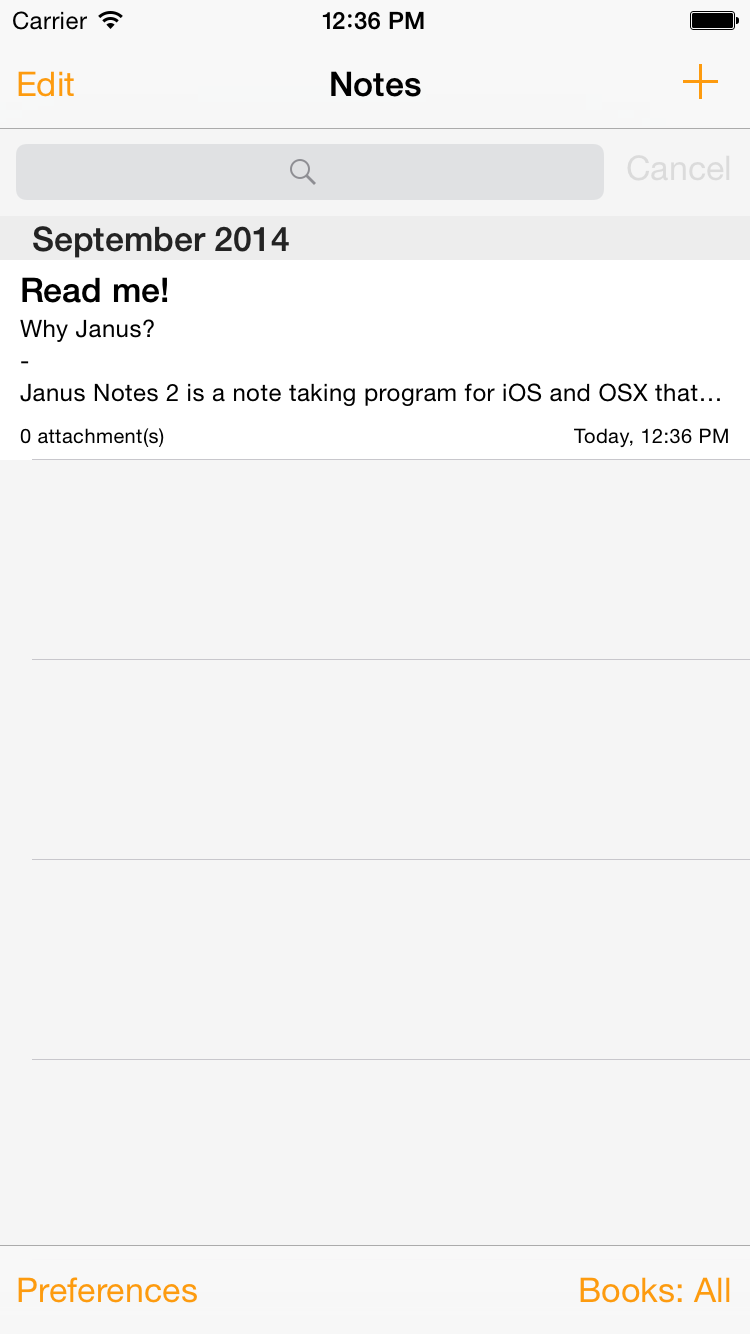 Carrier 12:36 PM
Edit Notes
Cancel
September 2014
Read me!
Why Janus?
-
Janus Notes 2 is a note taking program for iOS and OSX that...
0 attachment(s) Today, 12:36 PM
Preferences Books: All